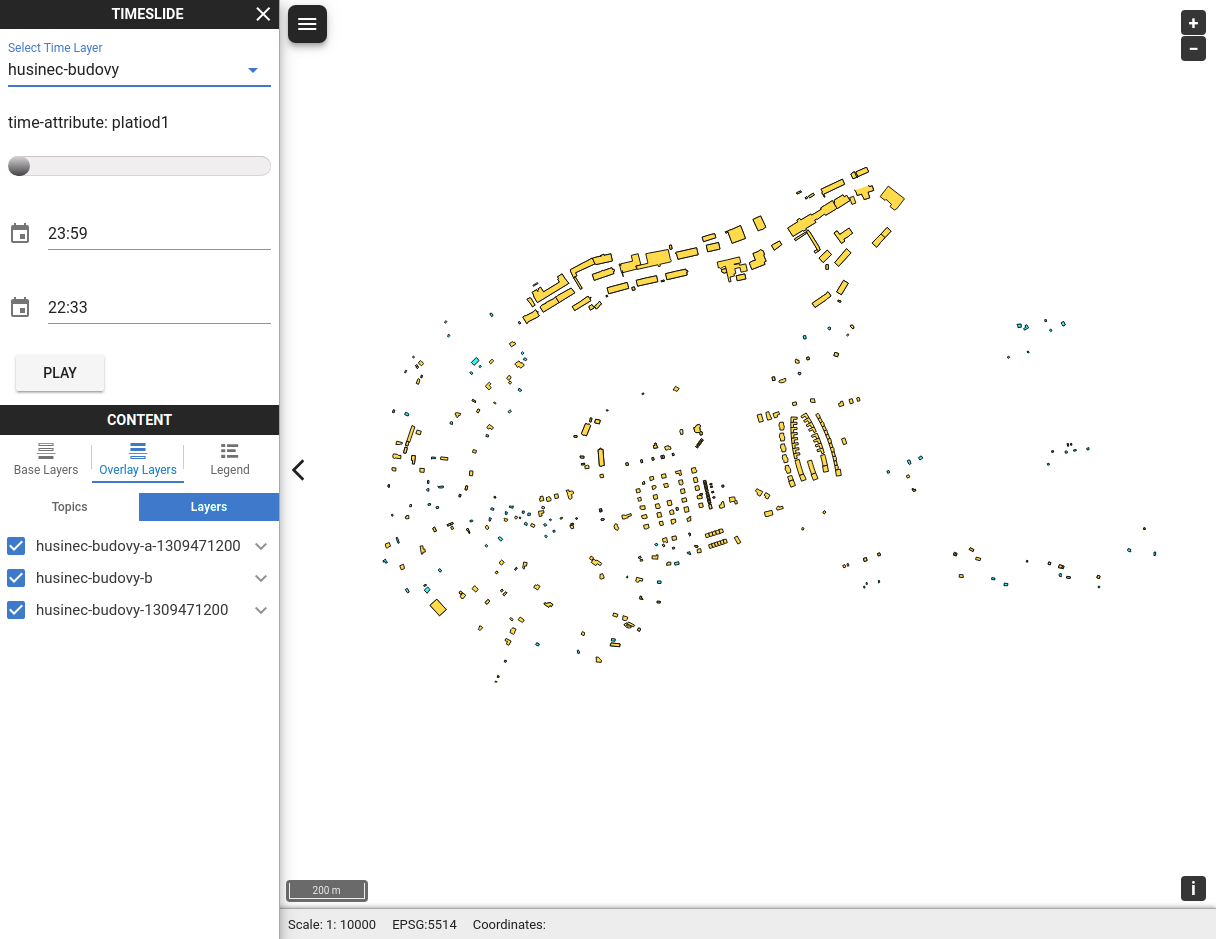 TIMESLIDE
Select Time Layer
husinec-budovy
time-attribute: platiod1
23:59
22:33
PLAY
CONTENT
Base Layers
Overlay Layers
Legend
Topics
Layers
husinec-budovy-a-1309471200
husinec-budovy-b
husinec-budovy-1309471200
+
−
200 m
i
Scale: 1: 10000 EPSG:5514 Coordinates: